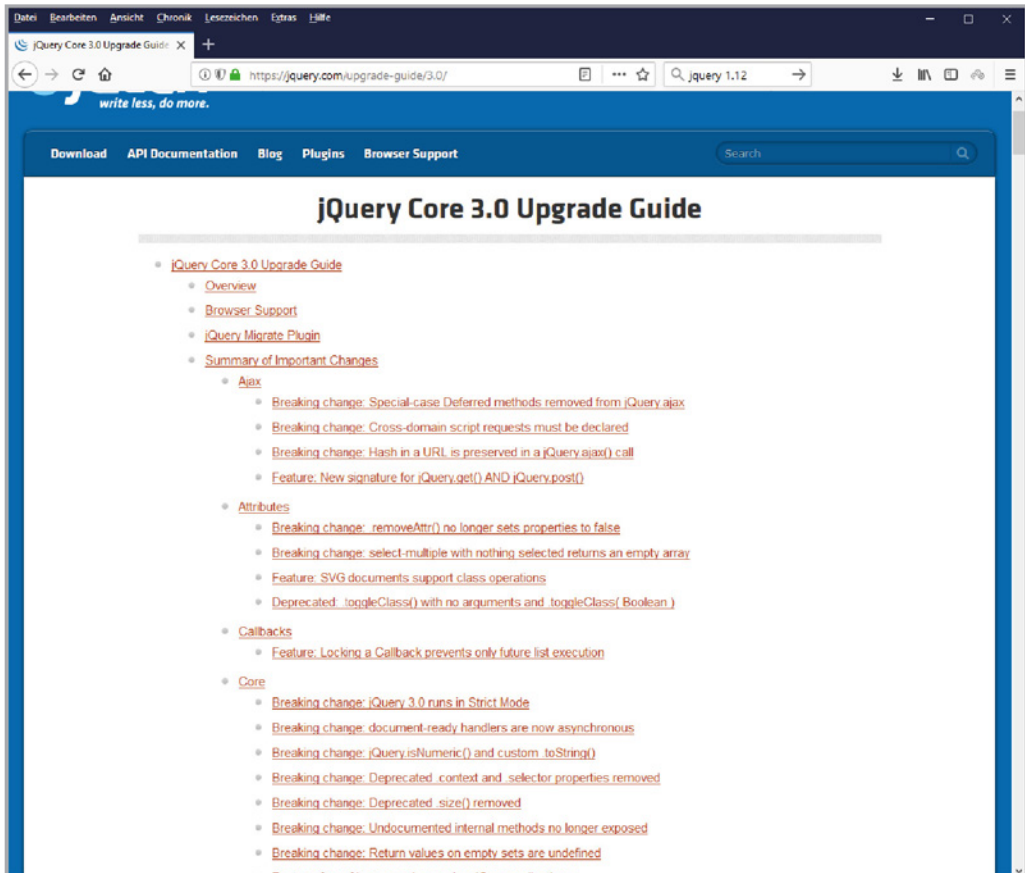 Datei Bearbeiten Ansicht Chronik Lesezeichen Extras Hilfe
jQuery Core 3.0 Upgrade Guide
https://jquery.com/upgrade-guide/3.0/
jquery 1.12
write less, do more.
Download API Documentation Blog Plugins Browser Support
Search
jQuery Core 3.0 Upgrade Guide
jQuery Core 3.0 Upgrade Guide
Overview
Browser Support
jQuery Migrate Plugin
Summary of Important Changes
Ajax
Breaking change: Special-case Deferred methods removed from jQuery.ajax
Breaking change: Cross-domain script requests must be declared
Breaking change: Hash in a URL is preserved in a jQuery.ajax() call
Feature: New signature for jQuery.get() AND jQuery.post()
Attributes
Breaking change: .removeAttr() no longer sets properties to false
Breaking change: select-multiple with nothing selected returns an empty array
Feature: SVG documents support class operations
Deprecated: .toggleClass() with no arguments and .toggleClass( Boolean )
Callbacks
Feature: Locking a Callback prevents only future list execution
Core
Breaking change: jQuery 3.0 runs in Strict Mode
Breaking change: document-ready handlers are now asynchronous
Breaking change: jQuery.isNumeric() and custom .toString()
Breaking change: Deprecated .context and .selector properties removed
Breaking change: Deprecated .size() removed
Breaking change: Undocumented internal methods no longer exposed
Breaking change: Return values on empty sets are undefined